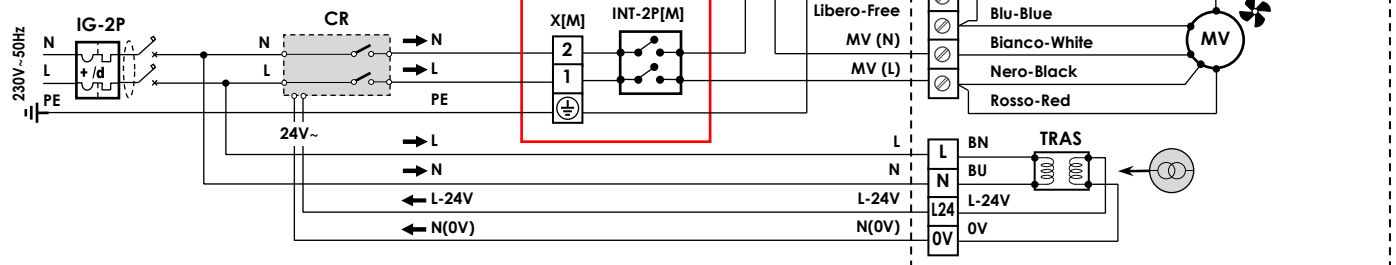 Libero-Free
IG-2P
CR
X[M]
INT-2P[M]
Blu-Blue
N
N
N
2
MV (N)
Bianco-White
MV
230V~50Hz
+ /d
L
L
L
1
MV (L)
Nero-Black
PE
PE
Rosso-Red
24V~
L
L
L
BN
TRAS
N
N
N
BU
L-24V
L-24V
L24
L-24V
N(0V)
N(0V)
0V
0V